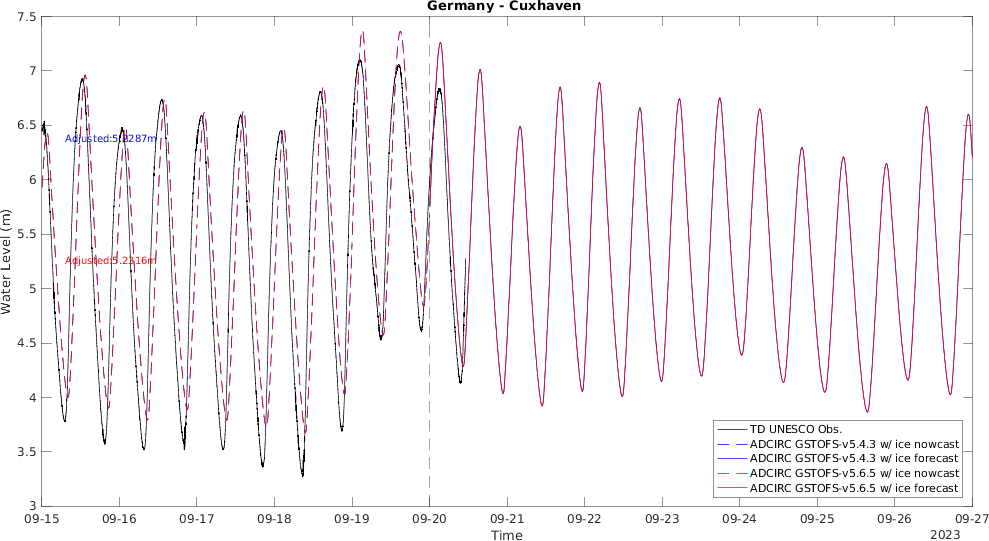 Germany - Cuxhaven
7.5
7
6.5
6
5.5
5
4.5
4
3.5
3
Water Level (m)
Adjusted:5.2287m
Adjusted:5.2316m
TD UNESCO Obs.
ADCIRC GSTOFS-v5.4.3 w/ ice nowcast
ADCIRC GSTOFS-v5.4.3 w/ ice forecast
ADCIRC GSTOFS-v5.6.5 w/ ice nowcast
ADCIRC GSTOFS-v5.6.5 w/ ice forecast
09-15 09-16 09-17 09-18 09-19 09-20 09-21 09-22 09-23 09-24 09-25 09-26 09-27
Time
2023